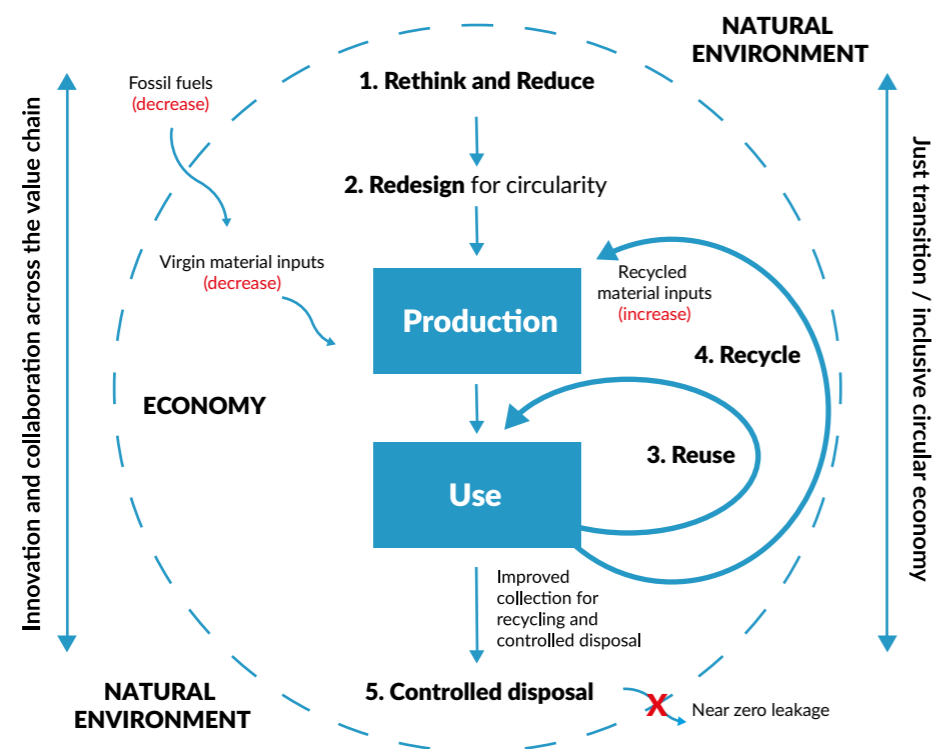 NATURAL
ENVIRONMENT
Innovation and collaboration across the value chain
Just transition / inclusive circular economy
Fossil fuels
(decrease)
1. Rethink and Reduce
2. Redesign for circularity
Virgin material inputs
(decrease)
Recycled
material inputs
(increase)
Production
4. Recycle
ECONOMY
3. Reuse
Use
Improved
collection for
recycling and
controlled disposal
NATURAL
ENVIRONMENT
5. Controlled disposal
X
Near zero leakage